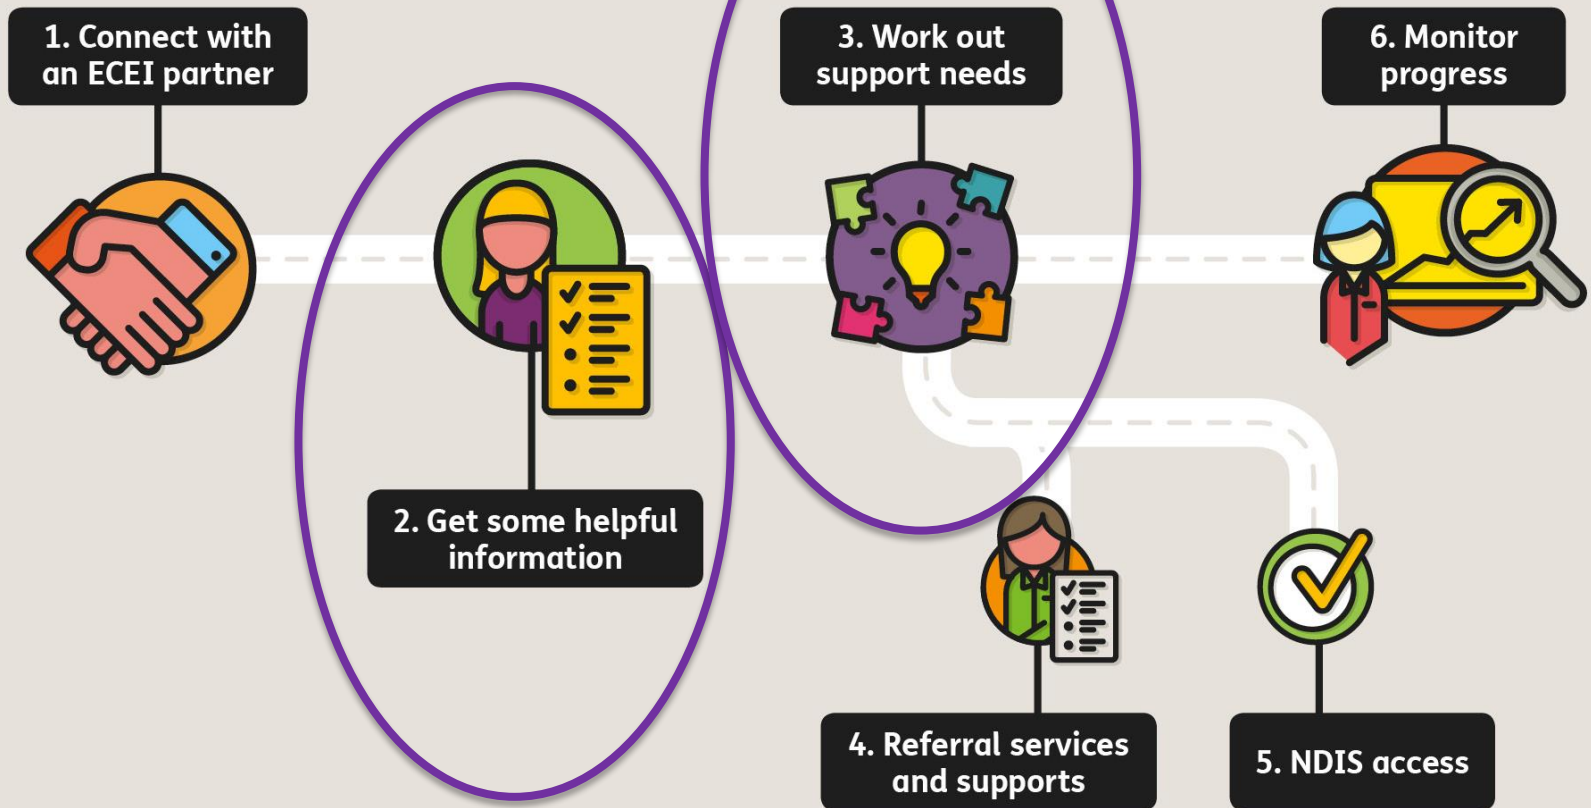 1. Connect with
an ECEI partner
2. Get some helpful
information
3. Work out
support needs
4. Referral services
and supports
5. NDIS access
6. Monitor
progress